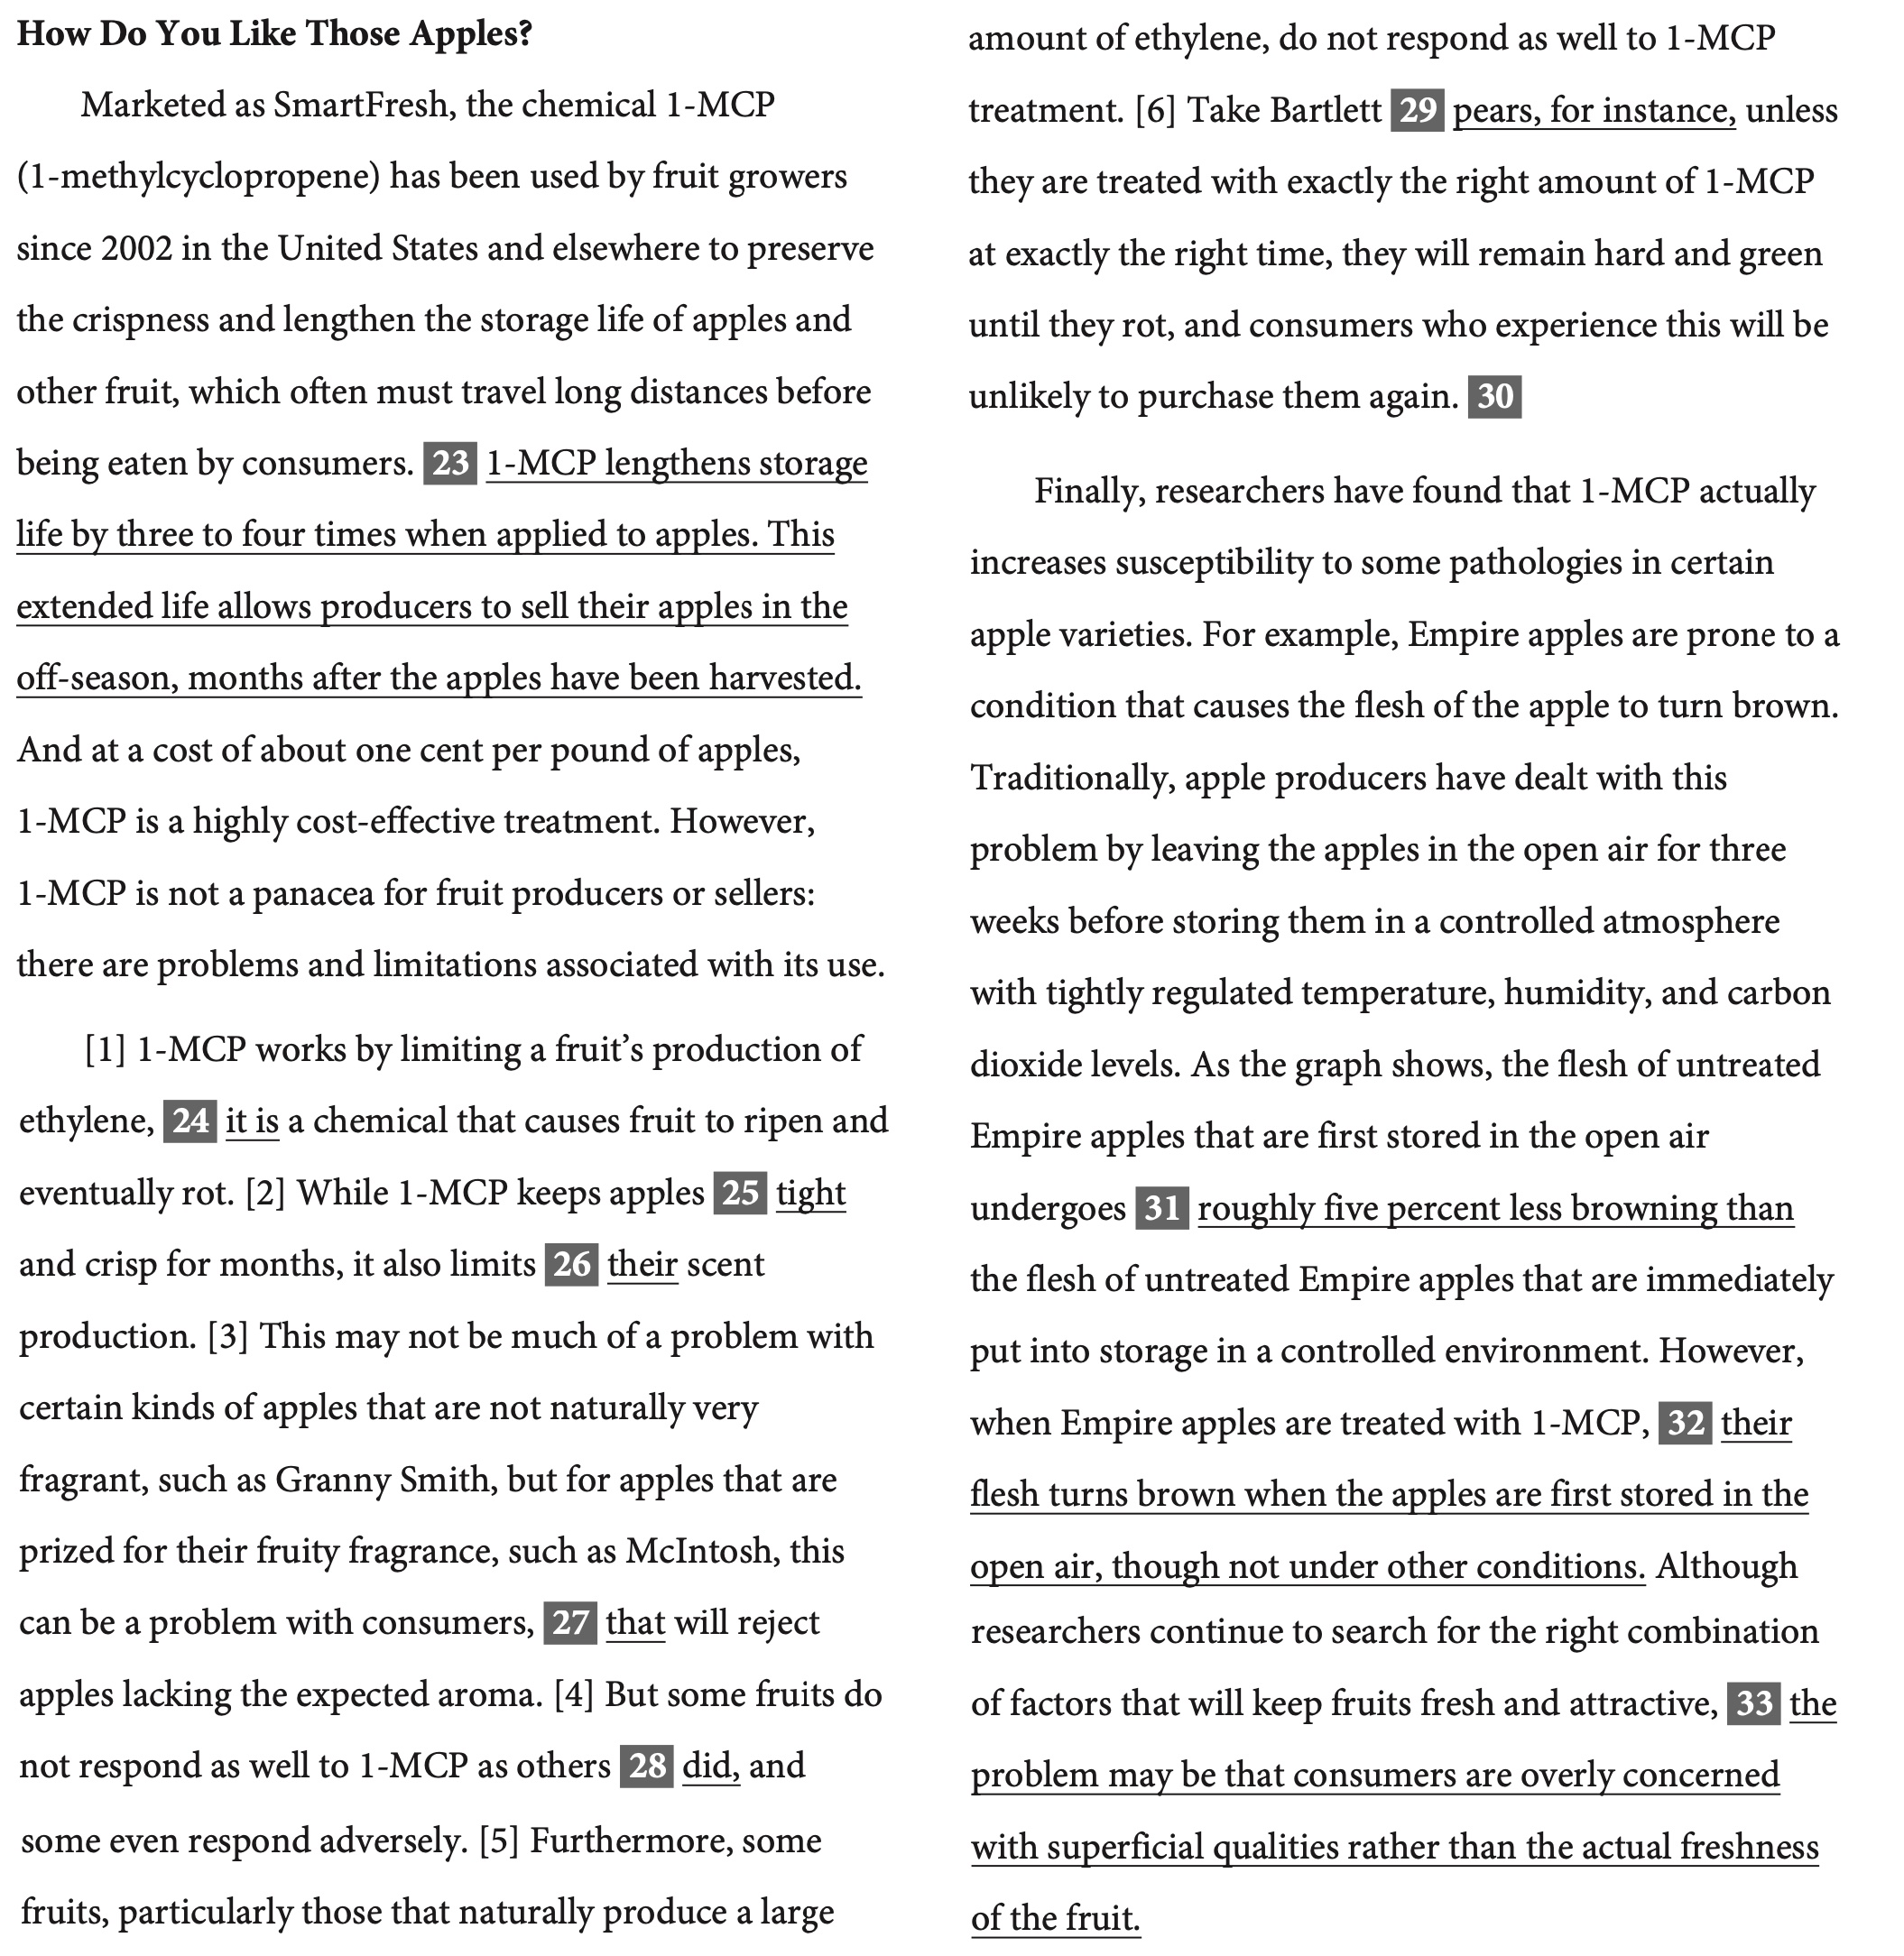 How Do You Like Those Apples?
Marketed as SmartFresh, the chemical 1-MCP
(1-methylcyclopropene) has been used by fruit growers
since 2002 in the United States and elsewhere to preserve
the crispness and lengthen the storage life of apples and
other fruit, which often must travel long distances before
being eaten by consumers. 23 1-MCP lengthens storage
life by three to four times when applied to apples. This
extended life allows producers to sell their apples in the
off-season, months after the apples have been harvested.
And at a cost of about one cent per pound of apples,
1-MCP is a highly cost-effective treatment. However,
1-MCP is not a panacea for fruit producers or sellers:
there are problems and limitations associated with its use.
[1] 1-MCP works by limiting a fruit’s production of
ethylene, 24 it is a chemical that causes fruit to ripen and
eventually rot. [2] While 1-MCP keeps apples 25 tight
and crisp for months, it also limits 26 their scent
production. [3] This may not be much of a problem with
certain kinds of apples that are not naturally very
fragrant, such as Granny Smith, but for apples that are
prized for their fruity fragrance, such as McIntosh, this
can be a problem with consumers, 27 that will reject
apples lacking the expected aroma. [4] But some fruits do
not respond as well to 1-MCP as others 28 did, and
some even respond adversely. [5] Furthermore, some
fruits, particularly those that naturally produce a large
amount of ethylene, do not respond as well to 1-MCP
treatment. [6] Take Bartlett 29 pears, for instance, unless
they are treated with exactly the right amount of 1-MCP
at exactly the right time, they will remain hard and green
until they rot, and consumers who experience this will be
unlikely to purchase them again. 30
Finally, researchers have found that 1-MCP actually
increases susceptibility to some pathologies in certain
apple varieties. For example, Empire apples are prone to a
condition that causes the flesh of the apple to turn brown.
Traditionally, apple producers have dealt with this
problem by leaving the apples in the open air for three
weeks before storing them in a controlled atmosphere
with tightly regulated temperature, humidity, and carbon
dioxide levels. As the graph shows, the flesh of untreated
Empire apples that are first stored in the open air
undergoes 31 roughly five percent less browning than
the flesh of untreated Empire apples that are immediately
put into storage in a controlled environment. However,
when Empire apples are treated with 1-MCP, 32 their
flesh turns brown when the apples are first stored in the
open air, though not under other conditions. Although
researchers continue to search for the right combination
of factors that will keep fruits fresh and attractive, 33 the
problem may be that consumers are overly concerned
with superficial qualities rather than the actual freshness
of the fruit.